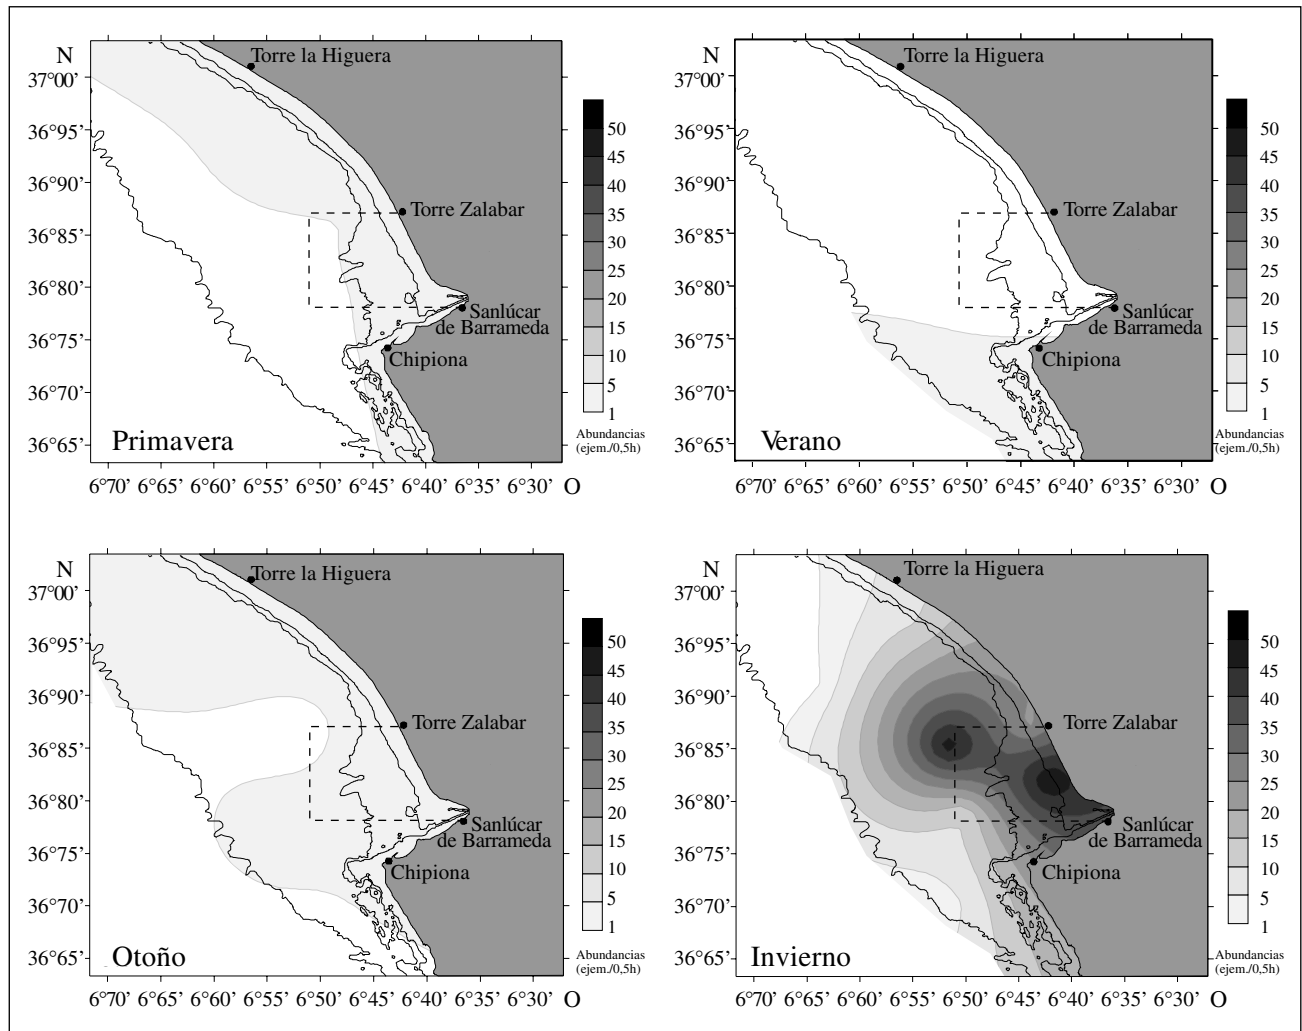 N
Torre la Higuera
37°00'
36°95'
36°90'
36°85'
36°80'
36°75'
36°70'
36°65'
Torre Zalabar
Sanlúcar
de Barrameda
Chipiona
Primavera
50
45
40
35
30
25
20
15
10
5
1
Abundancias
(ejem./0,5h)
6°70' 6°65' 6°55' 6°50' 6°45' 6°40' 6°35' 6°30' O
N
Torre la Higuera
37°00'
36°95'
36°90'
36°85'
36°80'
36°75'
36°70'
36°65'
Torre Zalabar
Sanlúcar
de Barrameda
Chipiona
Verano
50
45
40
35
30
25
20
15
10
5
1
Abundancias
(ejem./0,5h)
6°70' 6°65' 6°55' 6°50' 6°45' 6°40' 6°35' 6°30' O
N
Torre la Higuera
37°00'
36°95'
36°90'
36°85'
36°80'
36°75'
36°70'
36°65'
Torre Zalabar
Sanlúcar
de Barrameda
Chipiona
Otoño
50
45
40
35
30
25
20
15
10
5
1
Abundancias
(ejem./0,5h)
6°70' 6°65' 6°55' 6°50' 6°45' 6°40' 6°35' 6°30' O
N
Torre la Higuera
37°00'
36°95'
36°90'
36°85'
36°80'
36°75'
36°70'
36°65'
Torre Zalabar
Sanlúcar
de Barrameda
Chipiona
Invierno
50
45
40
35
30
25
20
15
10
5
1
Abundancias
(ejem./0,5h)
6°70' 6°65' 6°55' 6°50' 6°45' 6°40' 6°35' 6°30' O